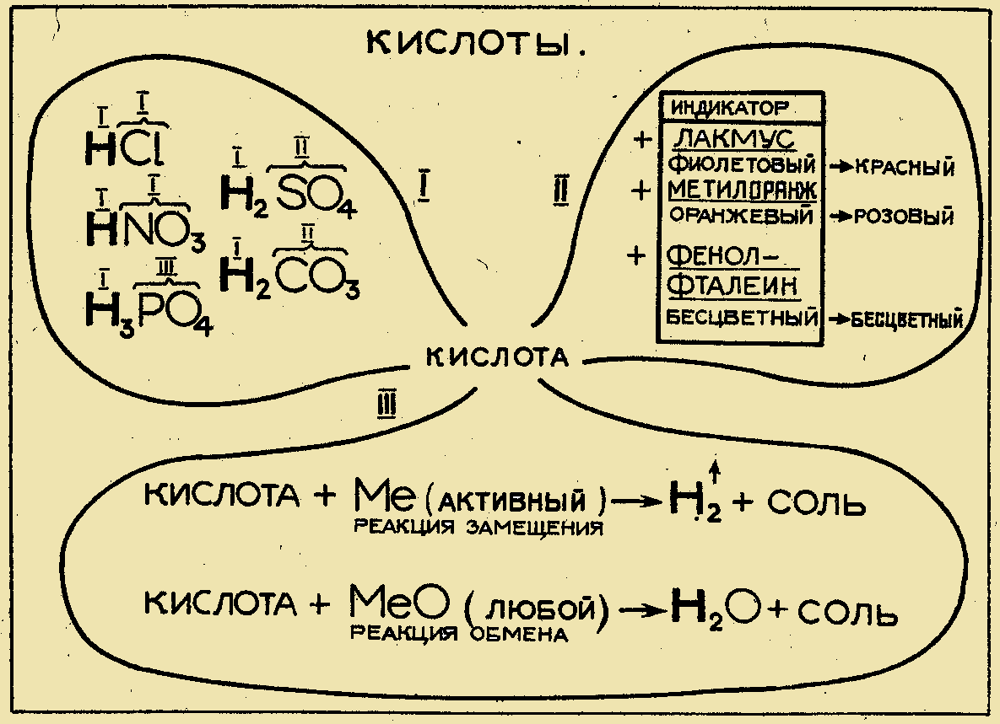 КИСЛОТЫ.
I I
HCl
I II
H₂SO₄
I I
HNO₃
I II
H₂CO₃
I III
H₃PO₄
I
II
ИНДИКАТОР
+ ЛАКМУС
ФИОЛЕТОВЫЙ → КРАСНЫЙ
+ МЕТИЛОРАНЖ
ОРАНЖЕВЫЙ → РОЗОВЫЙ
+ ФЕНОЛ-
ФТАЛЕИН
БЕСЦВЕТНЫЙ → БЕСЦВЕТНЫЙ
КИСЛОТА
III
КИСЛОТА + Me (АКТИВНЫЙ) → H₂↑ + СОЛЬ
РЕАКЦИЯ ЗАМЕЩЕНИЯ
КИСЛОТА + MeO (ЛЮБОЙ) → H₂O + СОЛЬ
РЕАКЦИЯ ОБМЕНА